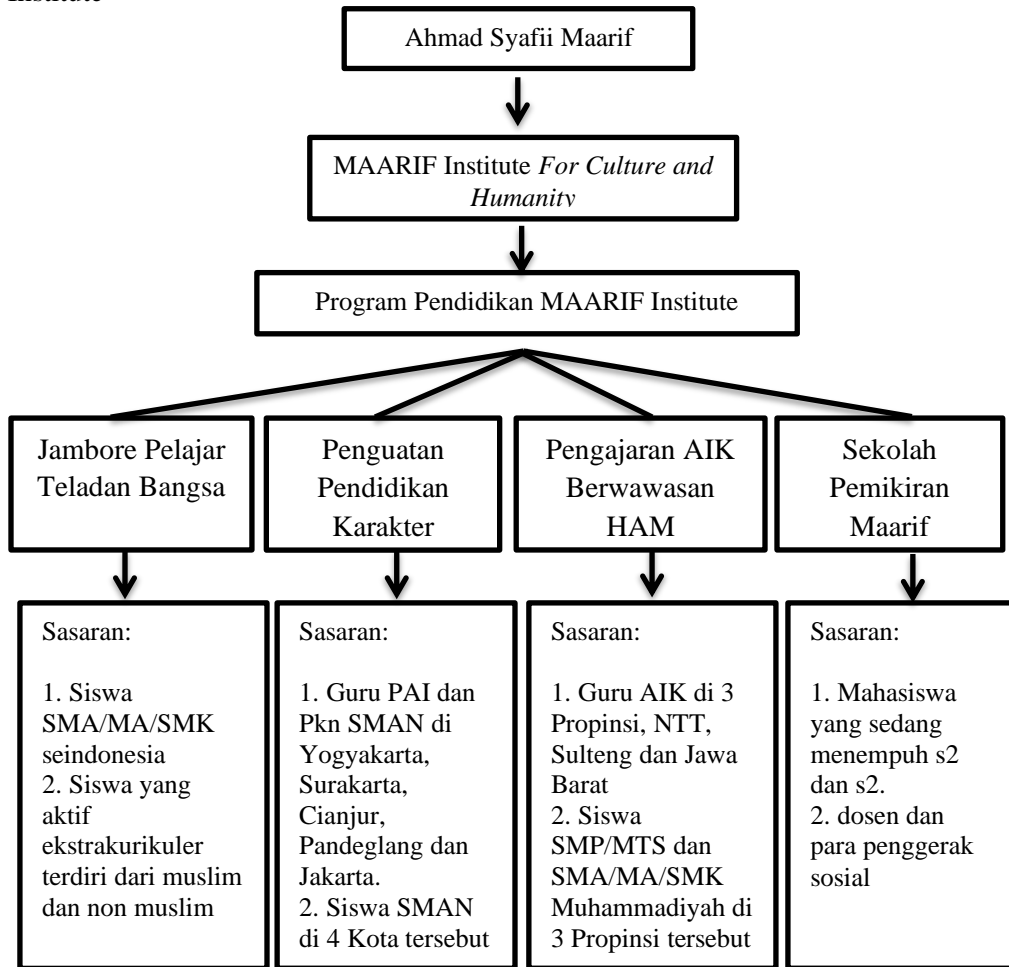 Institute
Ahmad Syafii Maarif
MAARIF Institute For Culture and
Humanity
Program Pendidikan MAARIF Institute
Jambore Pelajar
Teladan Bangsa
Penguatan
Pendidikan
Karakter
Pengajaran AIK
Berwawasan
HAM
Sekolah
Pemikiran
Maarif
Sasaran:
1. Siswa
SMA/MA/SMK
seindonesia
2. Siswa yang
aktif
ekstrakurikuler
terdiri dari muslim
dan non muslim
Sasaran:
1. Guru PAI dan
Pkn SMAN di
Yogyakarta,
Surakarta,
Cianjur,
Pandeglang dan
Jakarta.
2. Siswa SMAN
di 4 Kota tersebut
Sasaran:
1. Guru AIK di 3
Propinsi, NTT,
Sulteng dan Jawa
Barat
2. Siswa
SMP/MTS dan
SMA/MA/SMK
Muhammadiyah di
3 Propinsi tersebut
Sasaran:
1. Mahasiswa
yang sedang
menempuh s2
dan s2.
2. dosen dan
para penggerak
sosial